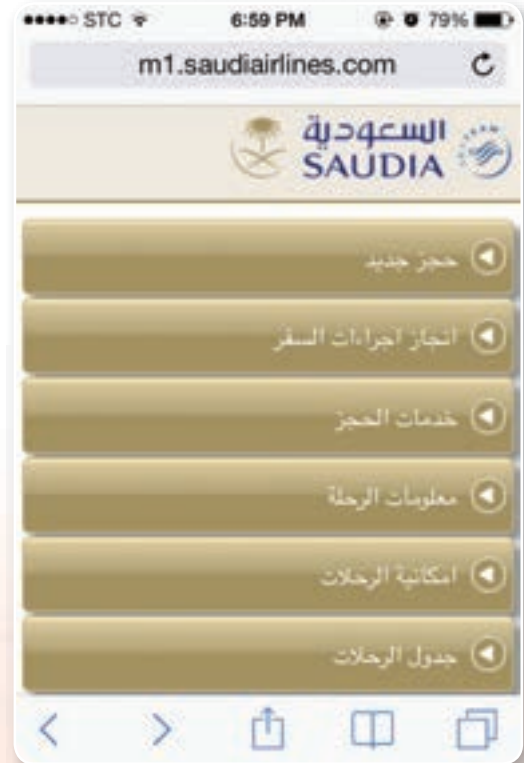 STC 6:59 PM 79%
m1.saudiairlines.com
السعودية
SAUDIA
حجز جديد
انجاز اجراءات السفر
خدمات الحجز
معلومات الرحلة
امكانية الرحلات
جدول الرحلات